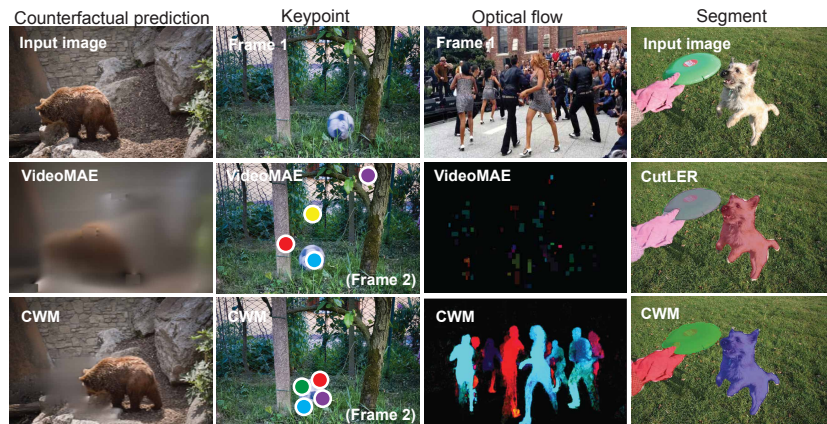 Counterfactual prediction Keypoint Optical flow Segment
Input image Frame 1 Frame 1 Input image
VideoMAE VideoMAE VideoMAE CutLER
(Frame 2)
CWM CWM CWM CWM
(Frame 2)